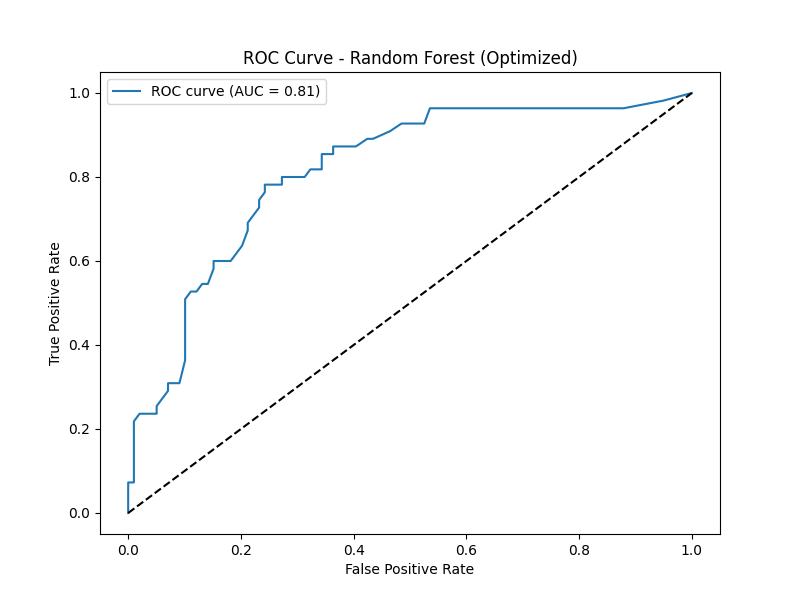 ROC Curve - Random Forest (Optimized)
ROC curve (AUC = 0.81)
True Positive Rate
1.0
0.8
0.6
0.4
0.2
0.0
0.0 0.2 0.4 0.6 0.8 1.0
False Positive Rate